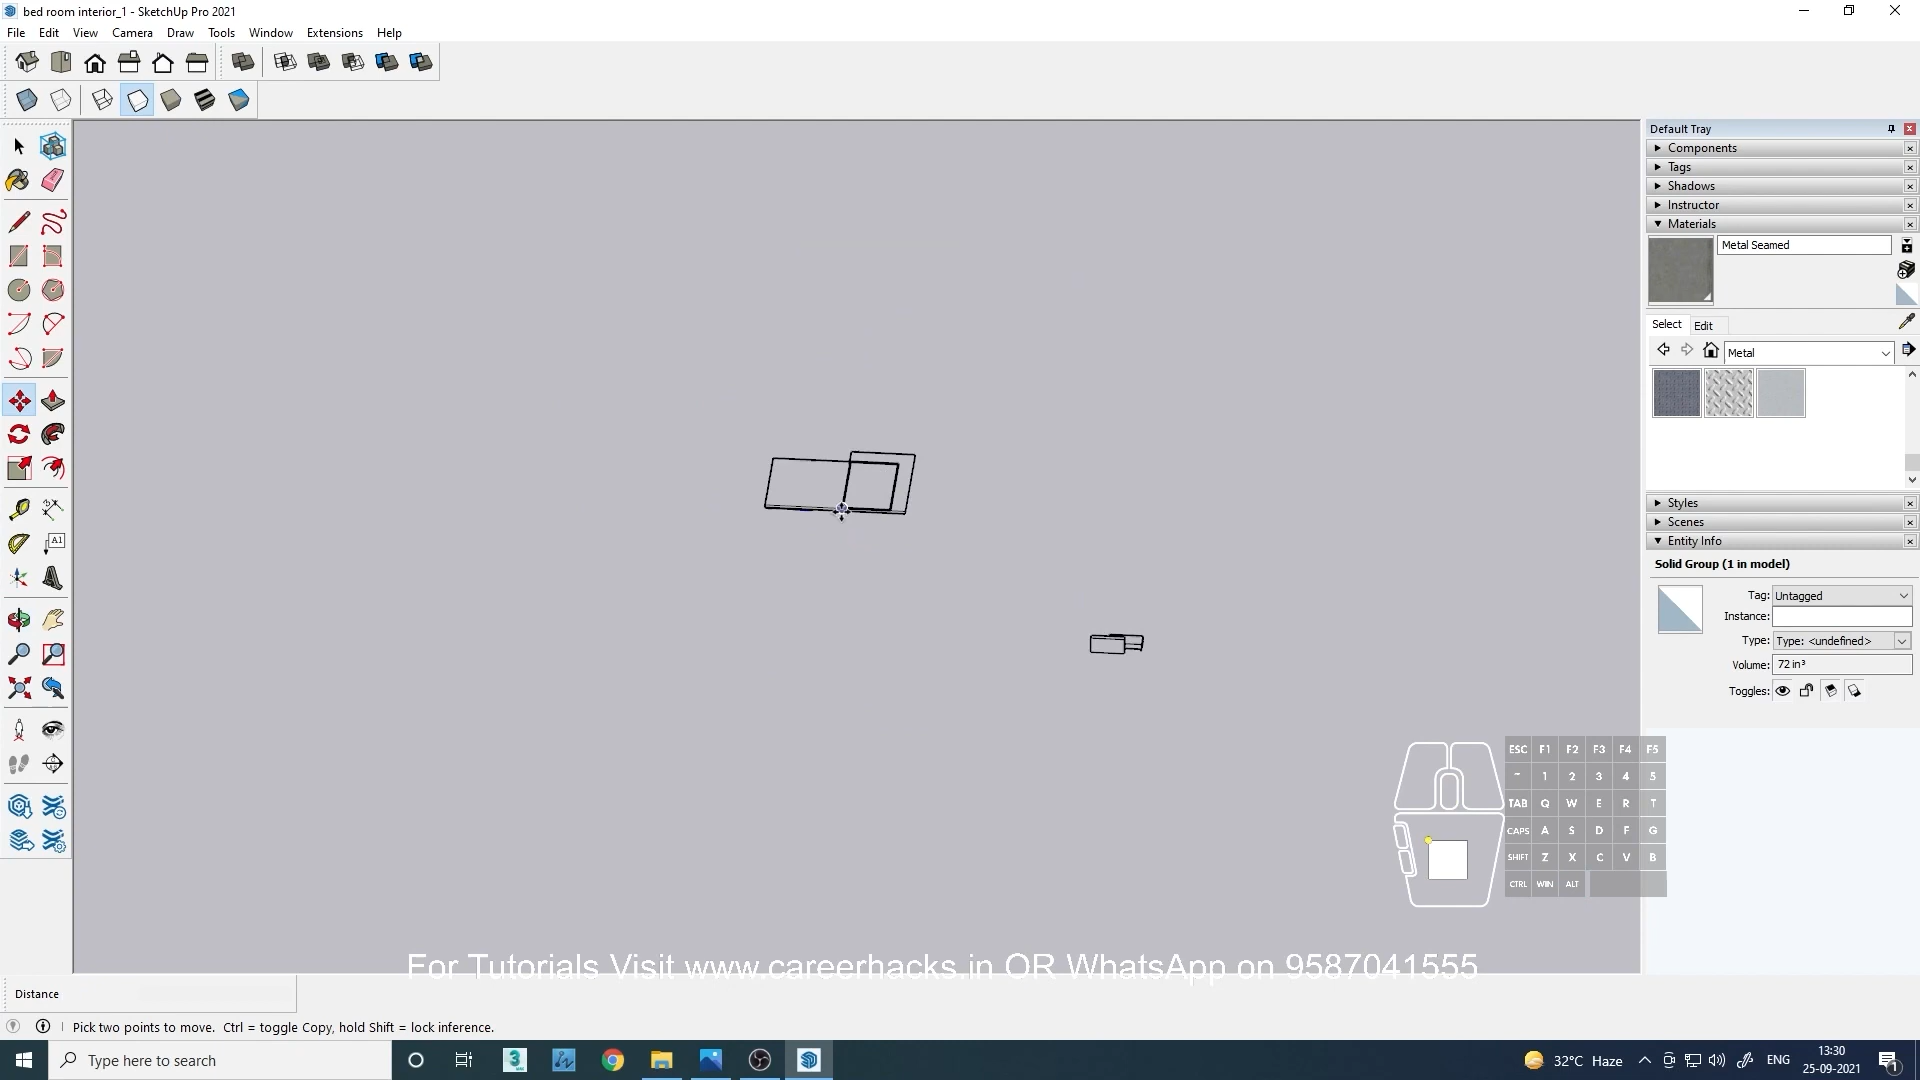 bed room interior_1 - SketchUp Pro 2021
File Edit View Camera Draw Tools Window Extensions Help
Default Tray
Components
Tags
Shadows
Instructor
Materials
Metal Seamed
Select Edit
Metal
Styles
Scenes
Entity Info
Solid Group (1 in model)
Tag: Untagged
Instance:
Type: Type: <undefined>
Volume: 72 in³
Toggles:
A1
ESC F1 F2 F3 F4 F5
~ 1 2 3 4 5
TAB Q W E R T
CAPS A S D F G
SHIFT Z X C V B
CTRL WIN ALT
For Tutorials Visit www.careerhacks.in OR WhatsApp on 9587041555
Distance
Pick two points to move. Ctrl = toggle Copy, hold Shift = lock inference.
Type here to search
3
32°C Haze
ENG
13:30
25-09-2021
1